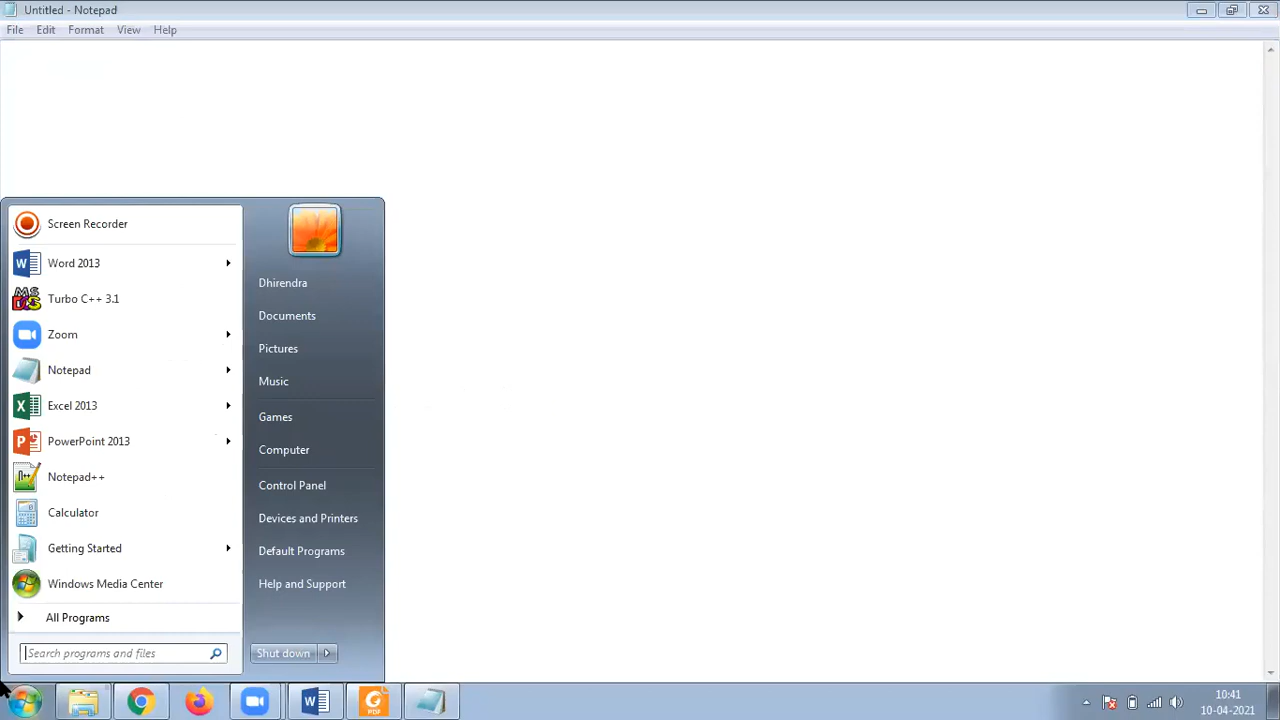 Untitled - Notepad
File Edit Format View Help
Screen Recorder
Word 2013
Turbo C++ 3.1
Zoom
Notepad
Excel 2013
PowerPoint 2013
Notepad++
Calculator
Getting Started
Windows Media Center
All Programs
Search programs and files
Dhirendra
Documents
Pictures
Music
Games
Computer
Control Panel
Devices and Printers
Default Programs
Help and Support
Shut down
10:41
10-04-2021